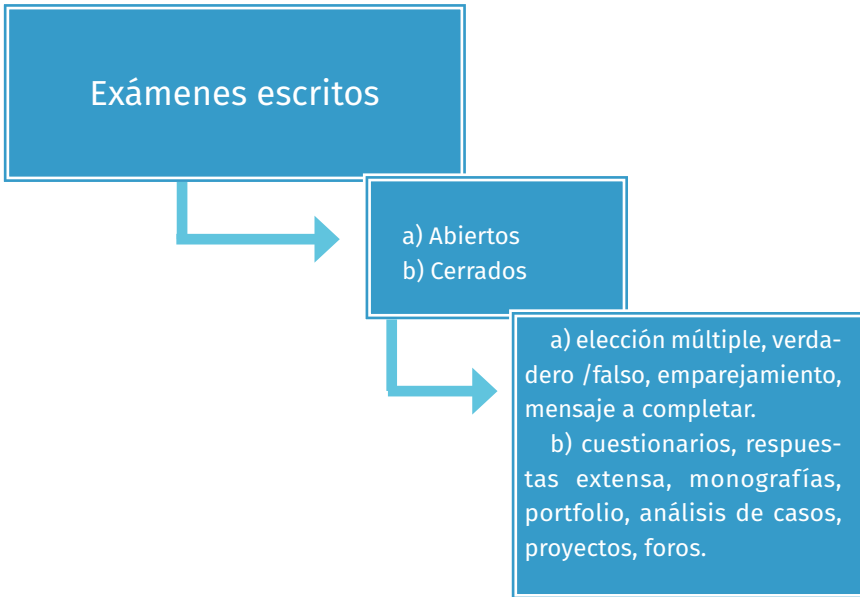 Exámenes escritos
a) Abiertos
b) Cerrados
a) elección múltiple, verda-
dero /falso, emparejamiento,
mensaje a completar.
b) cuestionarios, respues-
tas extensa, monografías,
portfolio, análisis de casos,
proyectos, foros.